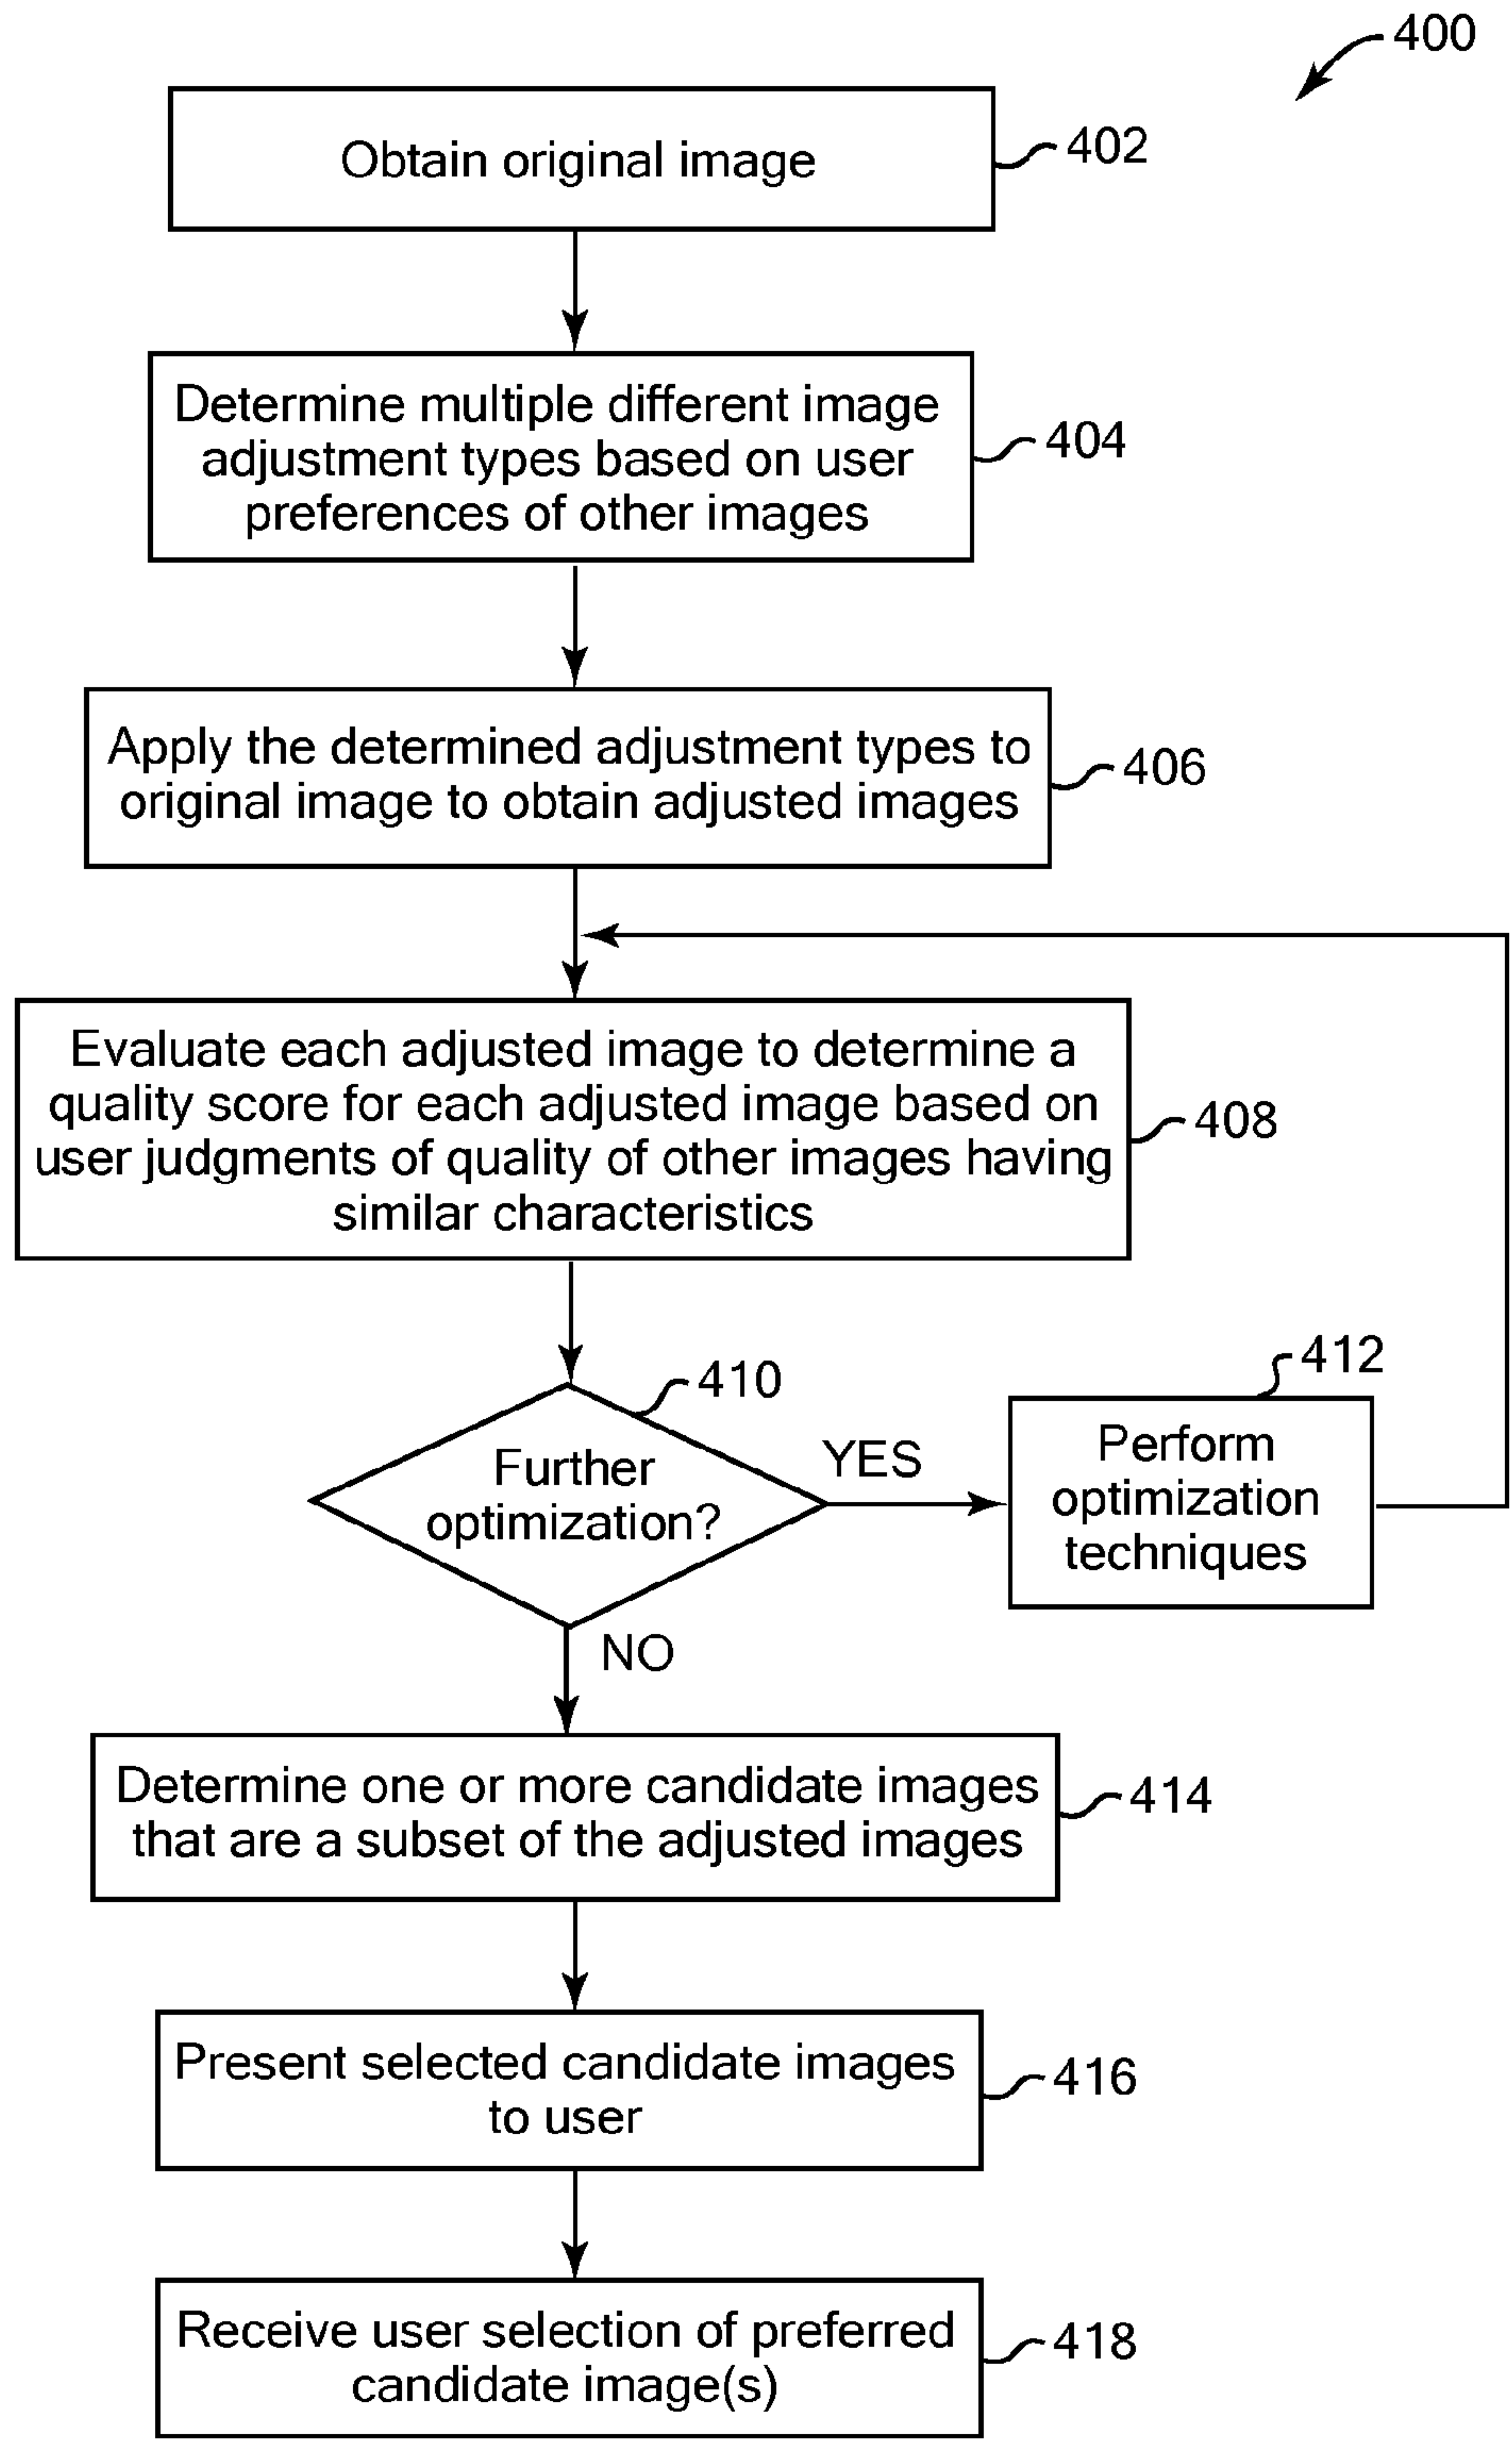 400
Obtain original image
402
Determine multiple different image
adjustment types based on user
preferences of other images
404
Apply the determined adjustment types to
original image to obtain adjusted images
406
Evaluate each adjusted image to determine a
quality score for each adjusted image based on
user judgments of quality of other images having
similar characteristics
408
410
Further
optimization?
YES
412
Perform
optimization
techniques
NO
Determine one or more candidate images
that are a subset of the adjusted images
414
Present selected candidate images
to user
416
Receive user selection of preferred
candidate image(s)
418